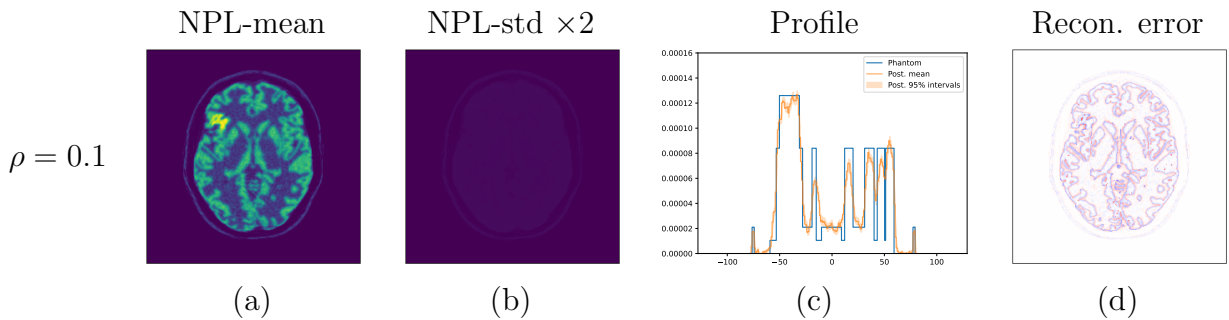 NPL-mean
NPL-std ×2
Profile
Recon. error
ρ = 0.1
0.00016
0.00014
0.00012
0.00010
0.00008
0.00006
0.00004
0.00002
0.00000
Phantom
Post. mean
Post. 95% intervals
−100 −50 0 50 100
(a)
(b)
(c)
(d)